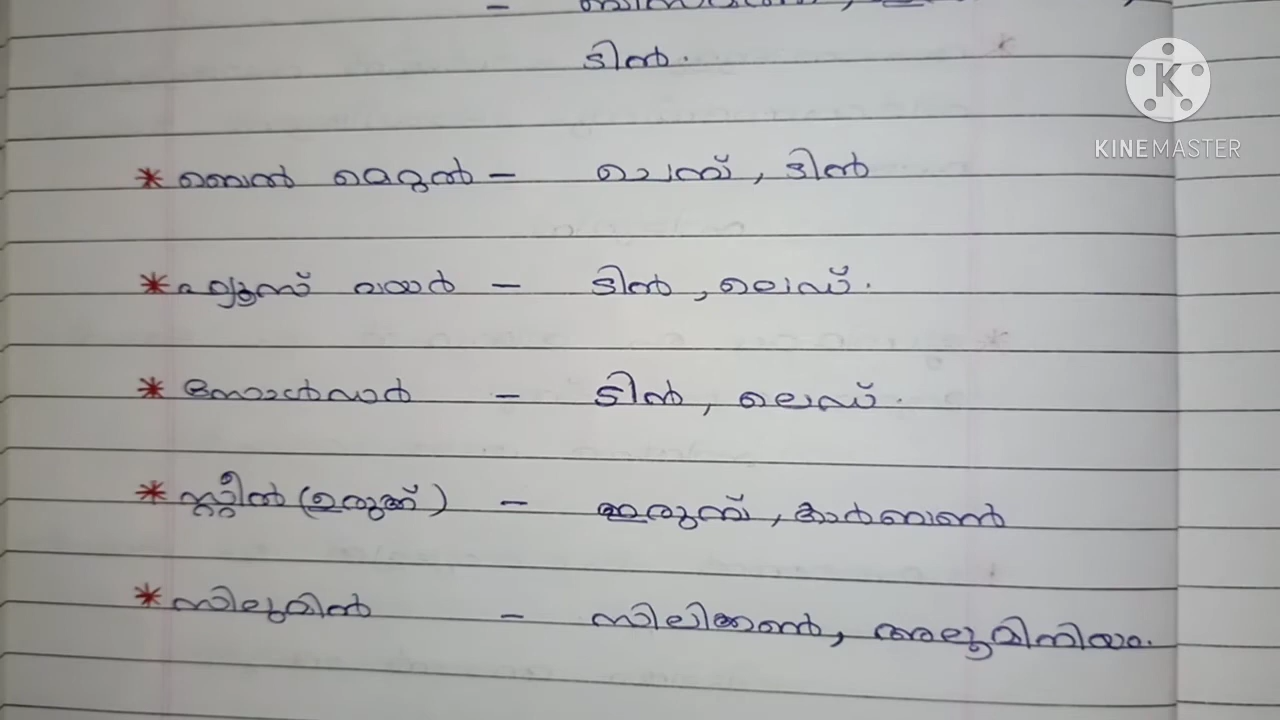 ടിൻ.
KINEMASTER
* ബെൽ മെറ്റൽ - ചെമ്പ്, ടിൻ
* ഫ്യൂസ് വയർ - ടിൻ, ലെഡ്.
* സോൾഡർ - ടിൻ, ലെഡ്.
* സ്റ്റീൽ (ഉരുക്ക്) - ഇരുമ്പ്, കാർബൺ
* സിലുമിൻ - സിലിക്കൺ, അലൂമിനിയം.